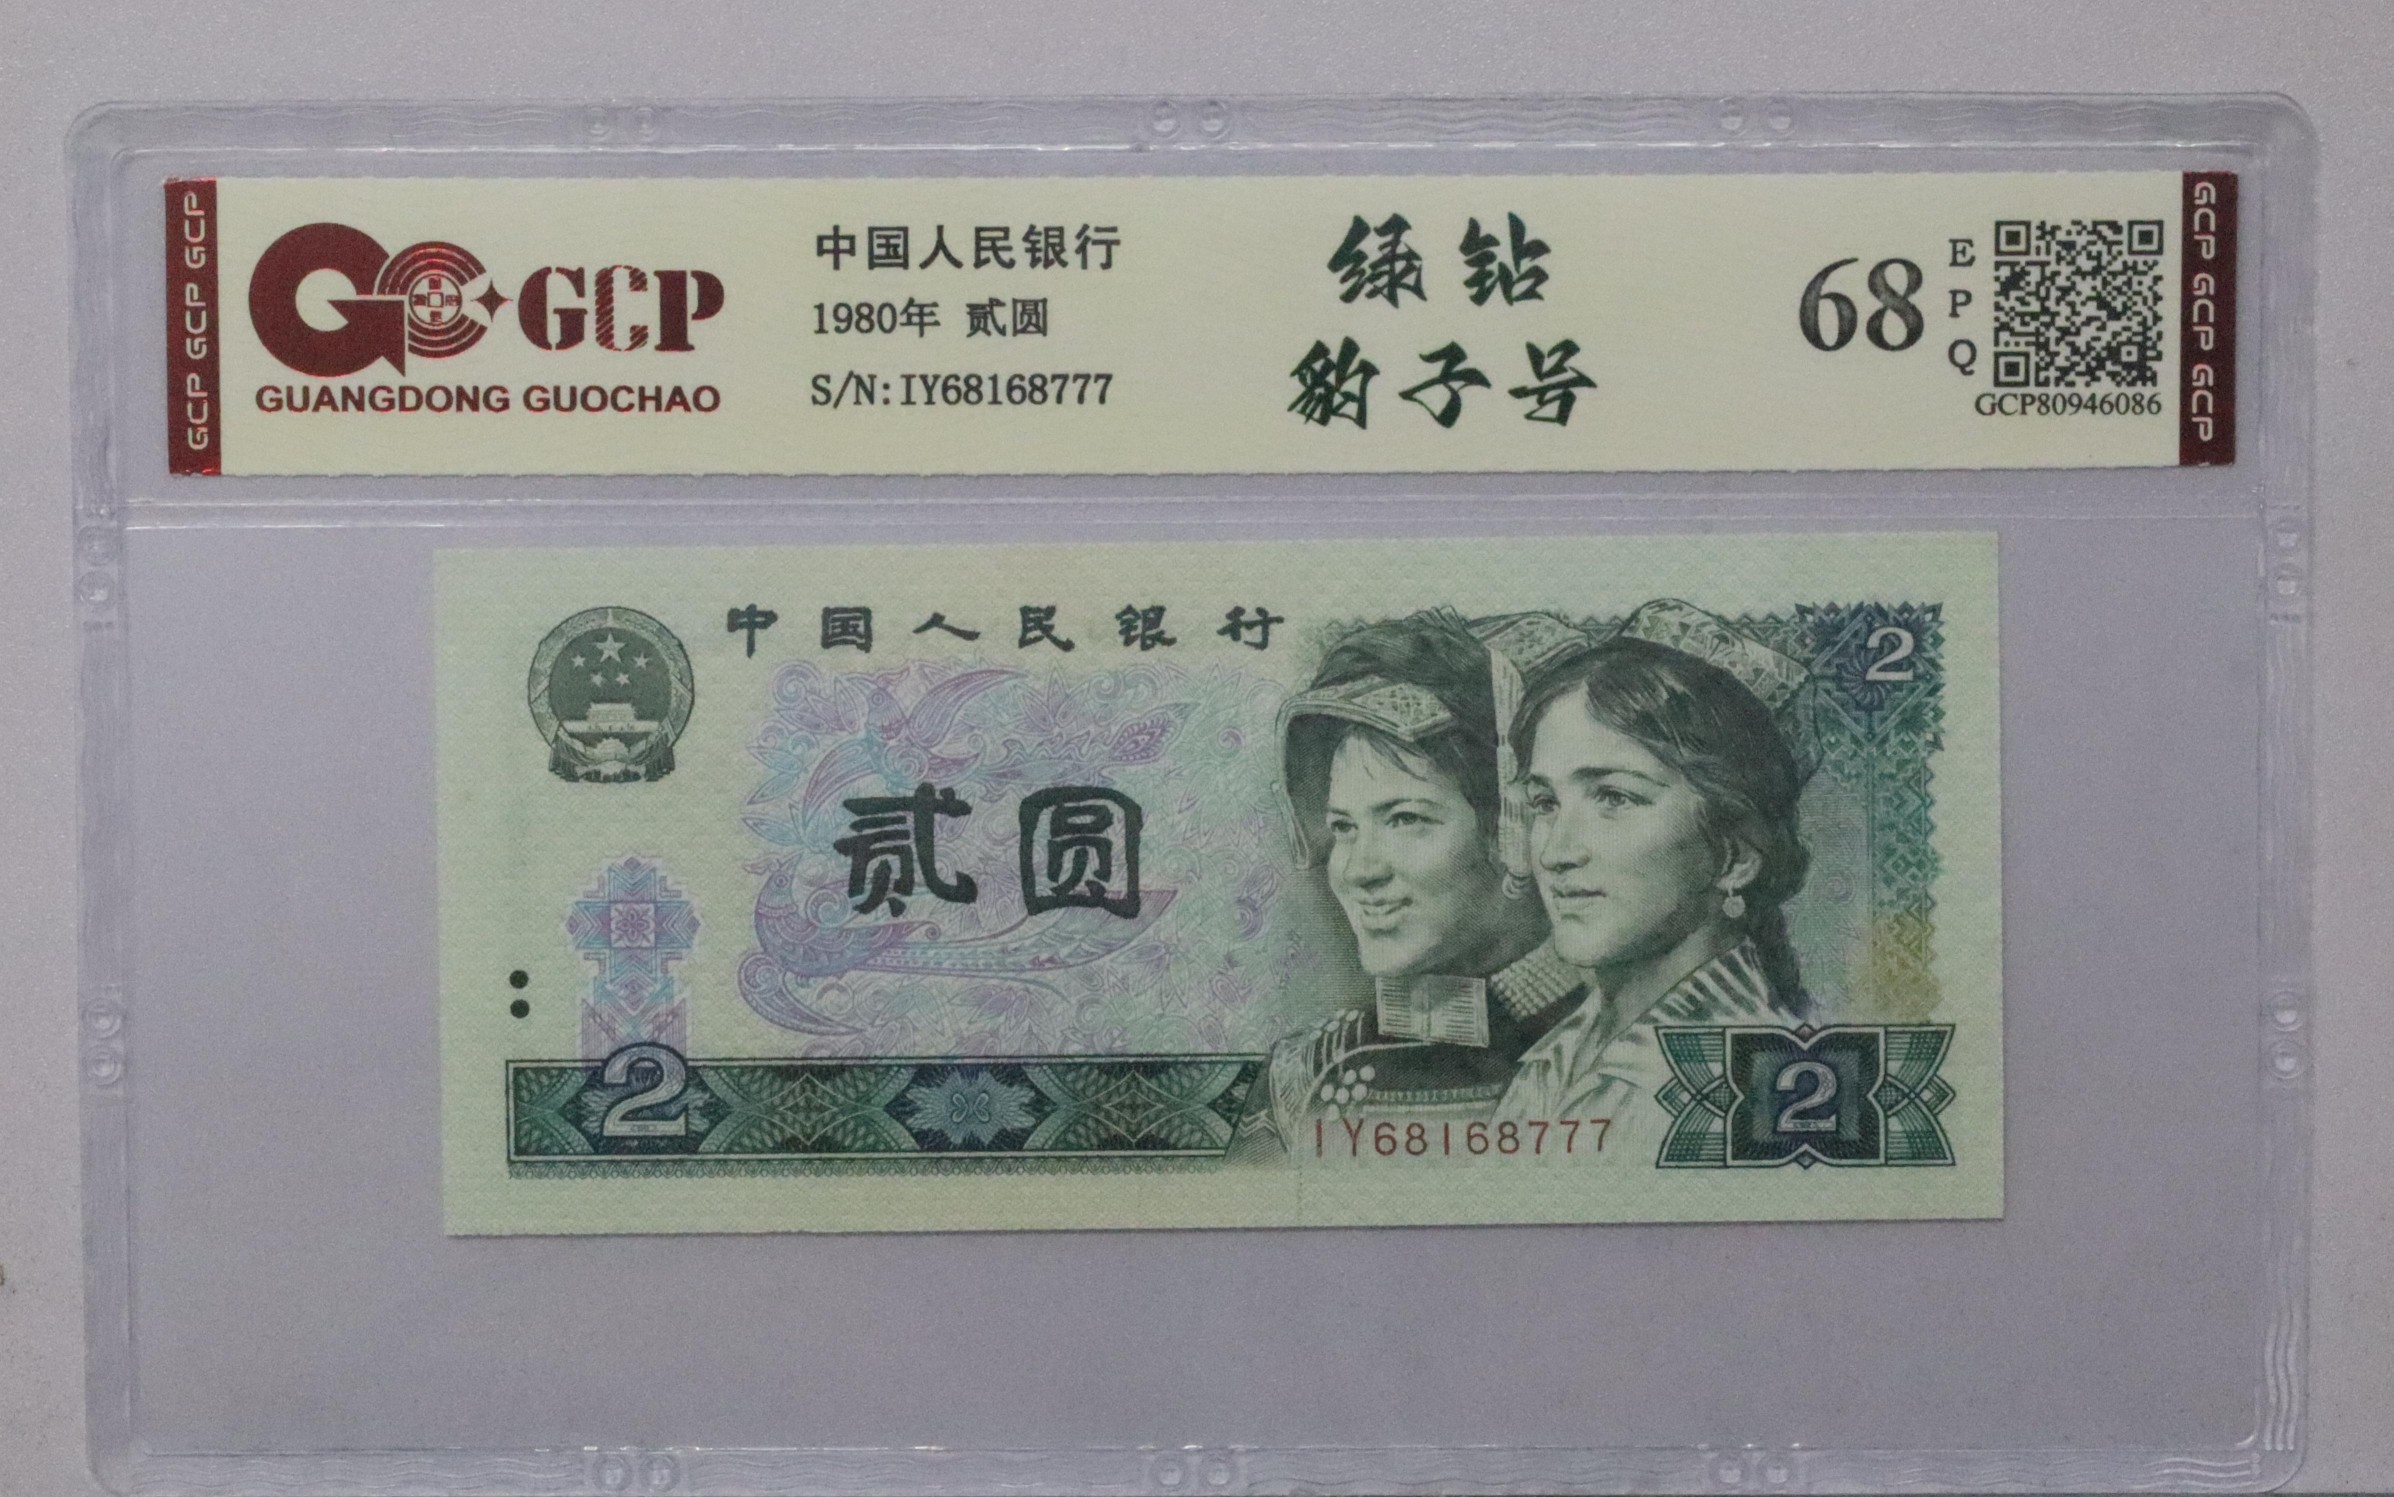 GCP GCP GCP
GCP
GUANGDONG GUOCHAO
中国人民银行
1980年 贰圆
S/N:IY68168777
绿钻
豹子号
68
E
P
Q
GCP80946086
GCP GCP GCP
中国人民银行
2
贰圆
2
IY68168777
2